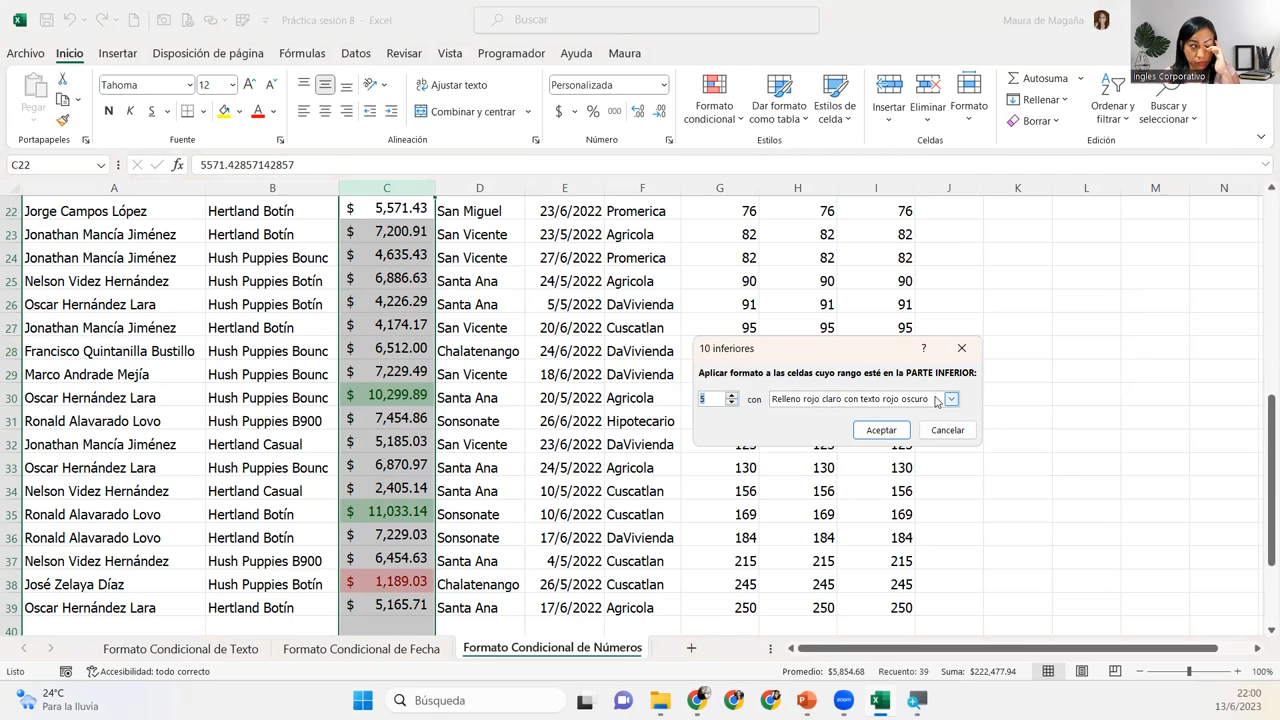 Práctica sesión 8 - Excel
Buscar
Maura de Magaña
Archivo Inicio Insertar Disposición de página Fórmulas Datos Revisar Vista Programador Ayuda Maura
Ingles Corporativo
Pegar
Tahoma 12
N K S
Ajustar texto
Combinar y centrar
Personalizada
$ %
Formato condicional
Dar formato como tabla
Estilos de celda
Insertar Eliminar Formato
Autosuma
Rellenar
Borrar
Ordenar y filtrar
Buscar y seleccionar
Portapapeles Fuente Alineación Número Estilos Celdas Edición
C22 fx 5571.42857142857
A B C D E F G H I J K L M N
22 Jorge Campos López Hertland Botín $ 5,571.43 San Miguel 23/6/2022 Promerica 76 76 76
23 Jonathan Mancía Jiménez Hertland Botín $ 7,200.91 San Vicente 23/5/2022 Agricola 82 82 82
24 Jonathan Mancía Jiménez Hush Puppies Bounc $ 4,635.43 San Vicente 27/6/2022 Promerica 82 82 82
25 Nelson Videz Hernández Hush Puppies Botín $ 6,886.63 Santa Ana 24/5/2022 Agricola 90 90 90
26 Oscar Hernández Lara Hush Puppies Botín $ 4,226.29 Santa Ana 5/5/2022 DaVivienda 91 91 91
27 Jonathan Mancía Jiménez Hertland Botín $ 4,174.17 San Vicente 20/6/2022 Cuscatlan 95 95 95
28 Francisco Quintanilla Bustillo Hush Puppies Bounc $ 6,512.00 Chalatenango 24/6/2022 DaVivienda
29 Marco Andrade Mejía Hush Puppies Bounc $ 7,229.49 San Vicente 18/6/2022 DaVivienda
30 Oscar Hernández Lara Hush Puppies Bounc $ 10,299.89 Santa Ana 20/5/2022 Agricola
31 Ronald Alavarado Lovo Hush Puppies B900 $ 7,454.86 Sonsonate 26/6/2022 Hipotecario
32 Jonathan Mancía Jiménez Hertland Casual $ 5,185.03 San Vicente 23/6/2022 DaVivienda
33 Oscar Hernández Lara Hush Puppies Bounc $ 6,870.97 Santa Ana 24/5/2022 Agricola 130 130 130
34 Nelson Videz Hernández Hertland Casual $ 2,405.14 Santa Ana 10/5/2022 Cuscatlan 156 156 156
35 Ronald Alavarado Lovo Hertland Botín $ 11,033.14 Sonsonate 10/6/2022 Cuscatlan 169 169 169
36 Ronald Alavarado Lovo Hertland Botín $ 7,229.03 Sonsonate 17/6/2022 DaVivienda 184 184 184
37 Nelson Videz Hernández Hush Puppies B900 $ 6,454.63 Santa Ana 4/5/2022 Cuscatlan 215 215 215
38 José Zelaya Díaz Hush Puppies Botín $ 1,189.03 Chalatenango 26/5/2022 Cuscatlan 245 245 245
39 Oscar Hernández Lara Hertland Botín $ 5,165.71 Santa Ana 17/6/2022 Agricola 250 250 250
40
10 inferiores ?
Aplicar formato a las celdas cuyo rango esté en la PARTE INFERIOR:
5 con Relleno rojo claro con texto rojo oscuro
Aceptar Cancelar
Formato Condicional de Texto Formato Condicional de Fecha Formato Condicional de Números
Listo Accesibilidad: todo correcto Promedio: $5,854.68 Recuento: 39 Suma: $222,477.94 100%
24°C
Para la lluvia
Búsqueda
22:00
13/6/2023